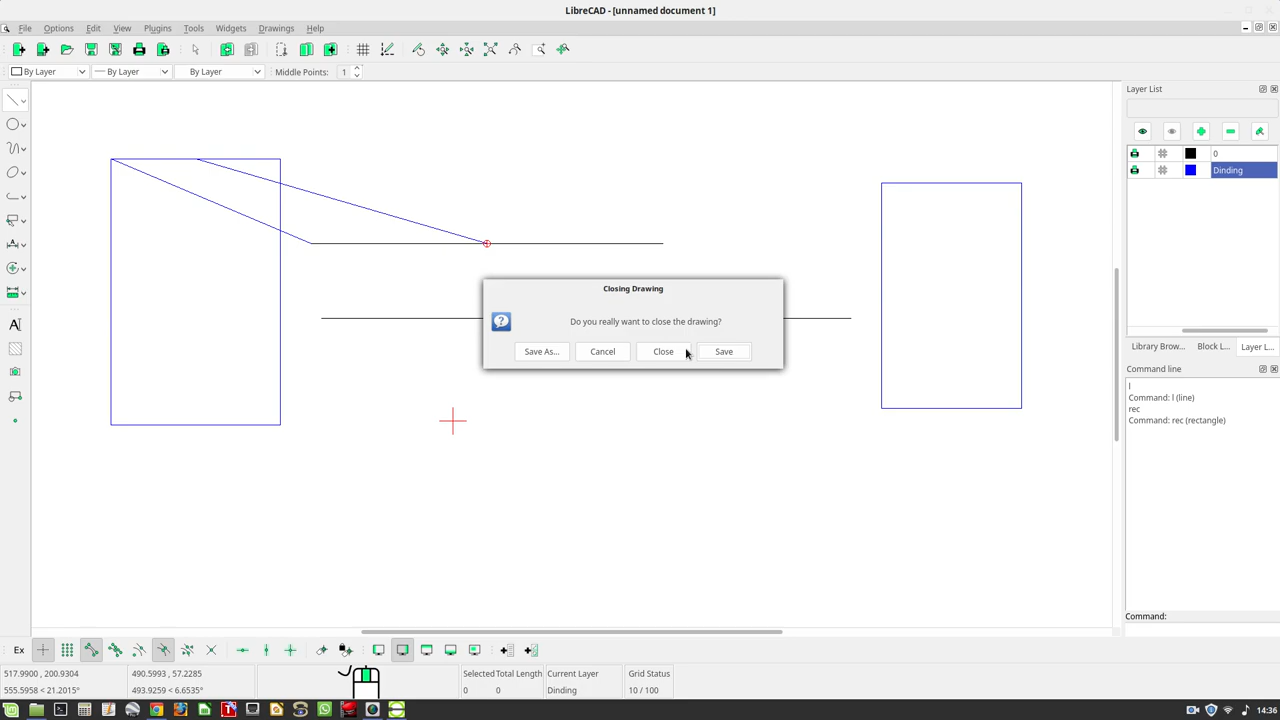 LibreCAD - [unnamed document 1]
File Options Edit View Plugins Tools Widgets Drawings Help
By Layer By Layer By Layer Middle Points: 1
Layer List
0
Dinding
Closing Drawing
Do you really want to close the drawing?
Save As... Cancel Close Save
Library Brow... Block L... Layer L...
Command line
l
Command: l (line)
rec
Command: rec (rectangle)
Command:
Ex
517.9900 , 200.9304 490.5993 , 57.2285 Selected Total Length Current Layer Grid Status
555.5958 < 21.2015° 493.9259 < 6.6535° 0 0 Dinding 10 / 100
14:36